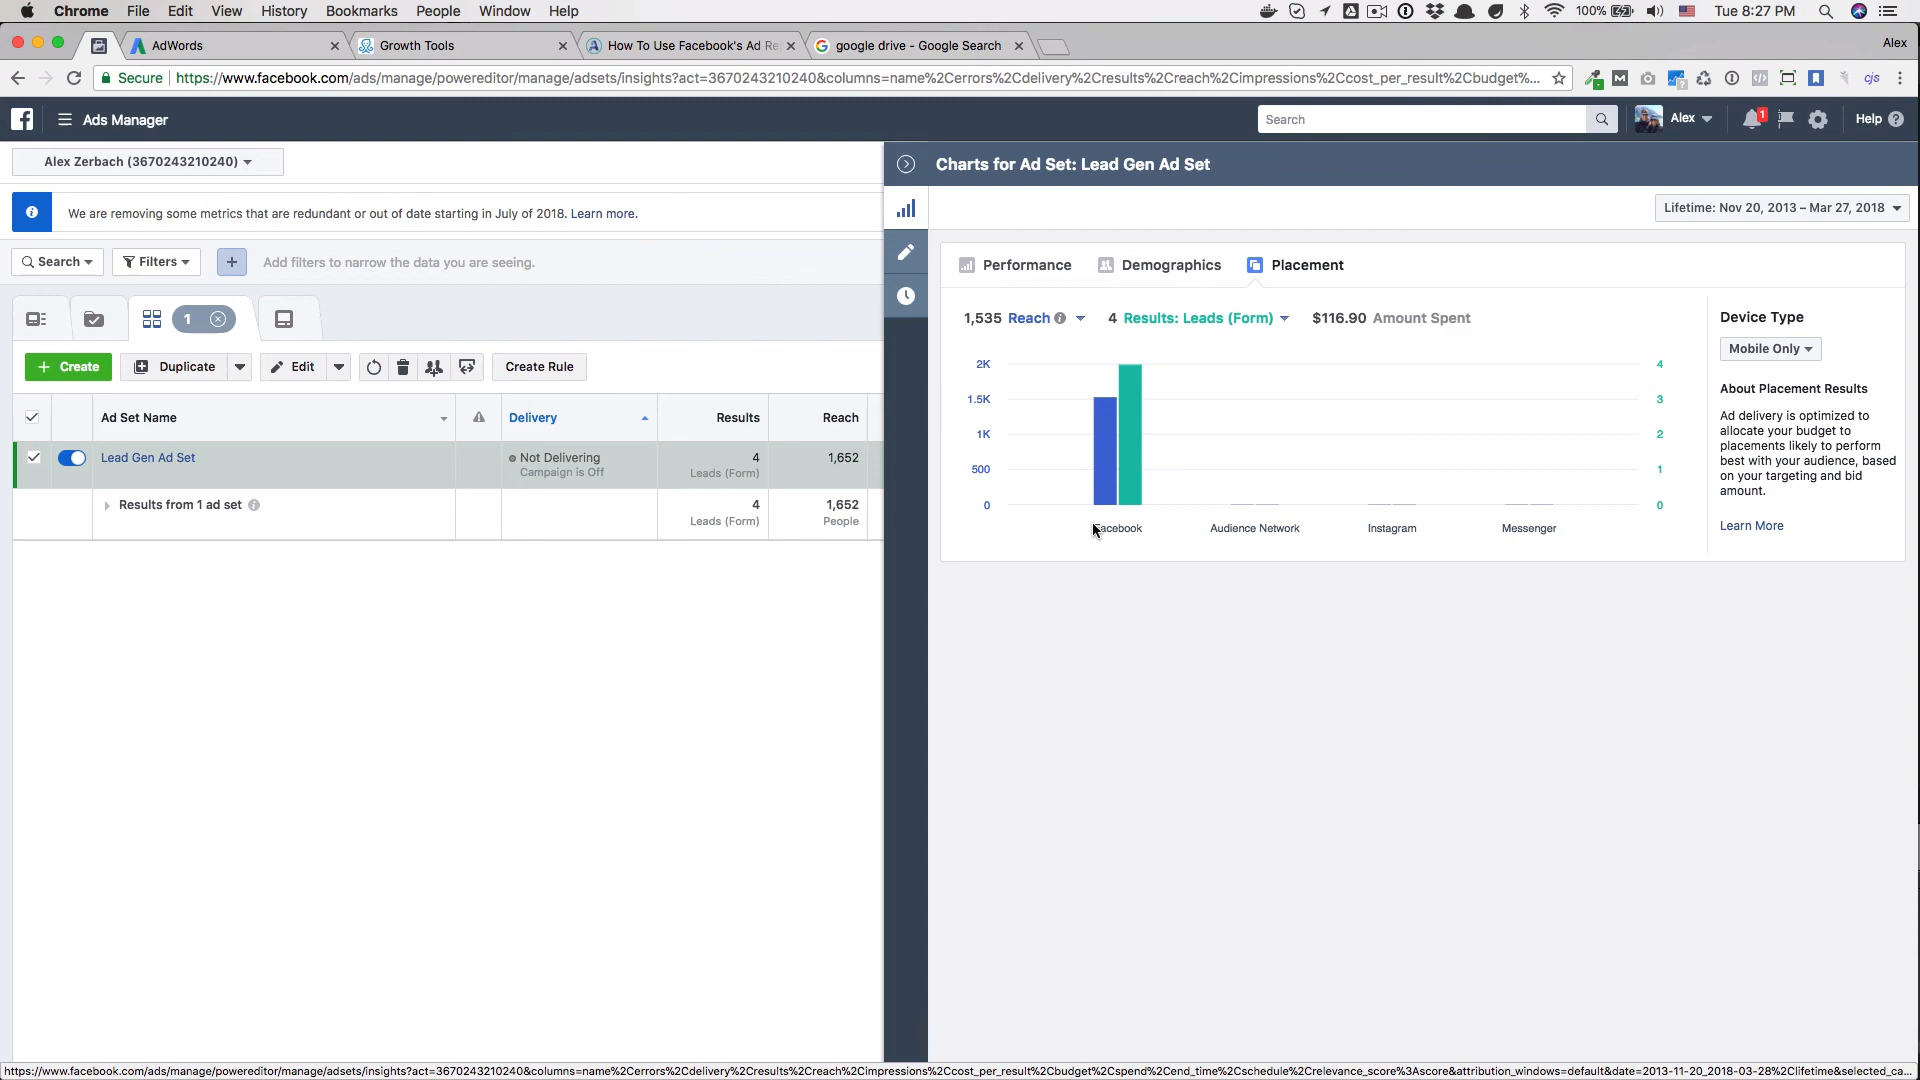 Chrome File Edit View History Bookmarks People Window Help 100% Tue 8:27 PM
AdWords Growth Tools How To Use Facebook's Ad Re google drive - Google Search Alex
Secure https://www.facebook.com/ads/manage/powereditor/manage/adsets/insights?act=3670243210240&columns=name%2Cerrors%2Cdelivery%2Cresults%2Creach%2Cimpressions%2Ccost_per_result%2Cbudget%... cjs
Ads Manager Search Alex 1 Help
Alex Zerbach (3670243210240)
Charts for Ad Set: Lead Gen Ad Set
We are removing some metrics that are redundant or out of date starting in July of 2018. Learn more.
Lifetime: Nov 20, 2013 – Mar 27, 2018
Search Filters + Add filters to narrow the data you are seeing.
Performance Demographics Placement
1
1,535 Reach 4 Results: Leads (Form) $116.90 Amount Spent
Device Type
Mobile Only
+ Create Duplicate Edit Create Rule
2K 4
1.5K 3
1K 2
500 1
0 0
Facebook Audience Network Instagram Messenger
About Placement Results
Ad delivery is optimized to
allocate your budget to
placements likely to perform
best with your audience, based
on your targeting and bid
amount.
Learn More
Ad Set Name Delivery Results Reach
Lead Gen Ad Set Not Delivering 4 1,652
Campaign is Off Leads (Form)
Results from 1 ad set 4 1,652
Leads (Form) People
https://www.facebook.com/ads/manage/powereditor/manage/adsets/insights?act=3670243210240&columns=name%2Cerrors%2Cdelivery%2Cresults%2Creach%2Cimpressions%2Ccost_per_result%2Cbudget%2Cspend%2Cend_time%2Cschedule%2Crelevance_score%3Ascore&attribution_windows=default&date=2013-11-20_2018-03-28%2Clifetime&selected_ca...